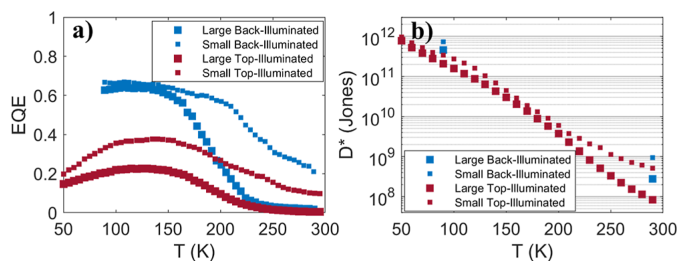 a)
Large Back-Illuminated
Small Back-Illuminated
Large Top-Illuminated
Small Top-Illuminated
EQE
1
0.8
0.6
0.4
0.2
0
50 100 150 200 250 300
T (K)
b)
D* (Jones)
10^12
10^11
10^10
10^9
10^8
Large Back-Illuminated
Small Back-Illuminated
Large Top-Illuminated
Small Top-Illuminated
50 100 150 200 250 300
T (K)